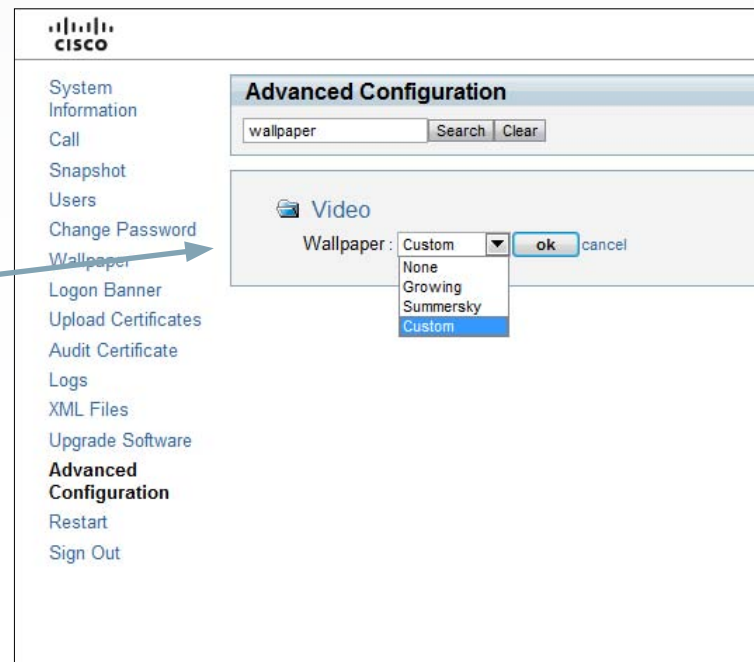 CISCO
System
Information
Call
Snapshot
Users
Change Password
Wallpaper
Logon Banner
Upload Certificates
Audit Certificate
Logs
XML Files
Upgrade Software
Advanced
Configuration
Restart
Sign Out
Advanced Configuration
wallpaper Search Clear
Video
Wallpaper : Custom ok cancel
None
Growing
Summersky
Custom